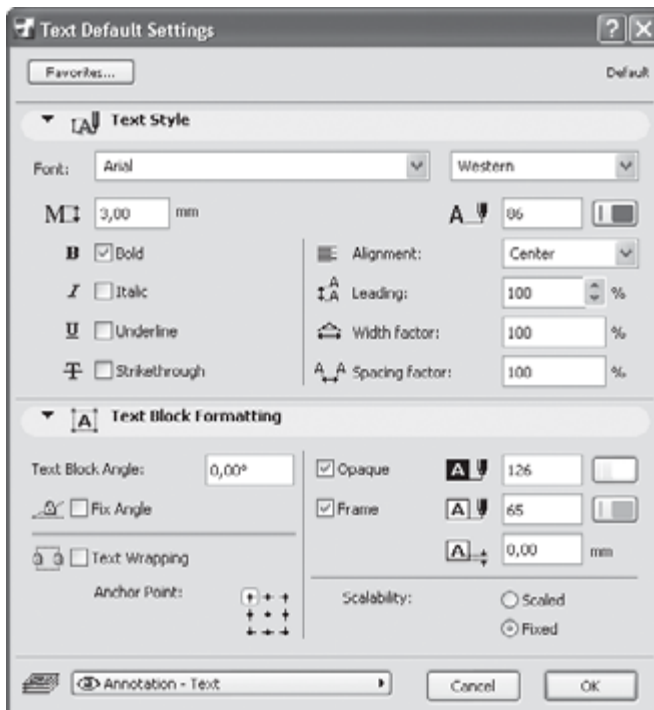 Text Default Settings
Favorites...
Default
Text Style
Font: Arial Western
3,00 mm 86
B Bold
Alignment: Center
I Italic
Leading: 100 %
U Underline
Width factor: 100 %
T Strikethrough
Spacing factor: 100 %
Text Block Formatting
Text Block Angle: 0,00°
Opaque 126
Fix Angle
Frame 65
Text Wrapping
0,00 mm
Anchor Point:
Scalability: Scaled
Fixed
Annotation - Text
Cancel OK